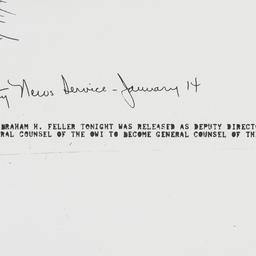 News Service - January 14
BRAHAM H. FELLER TONIGHT WAS RELEASED AS DEPUTY DIRECTO
RAL COUNSEL OF THE OWI TO BECOME GENERAL COUNSEL OF TH